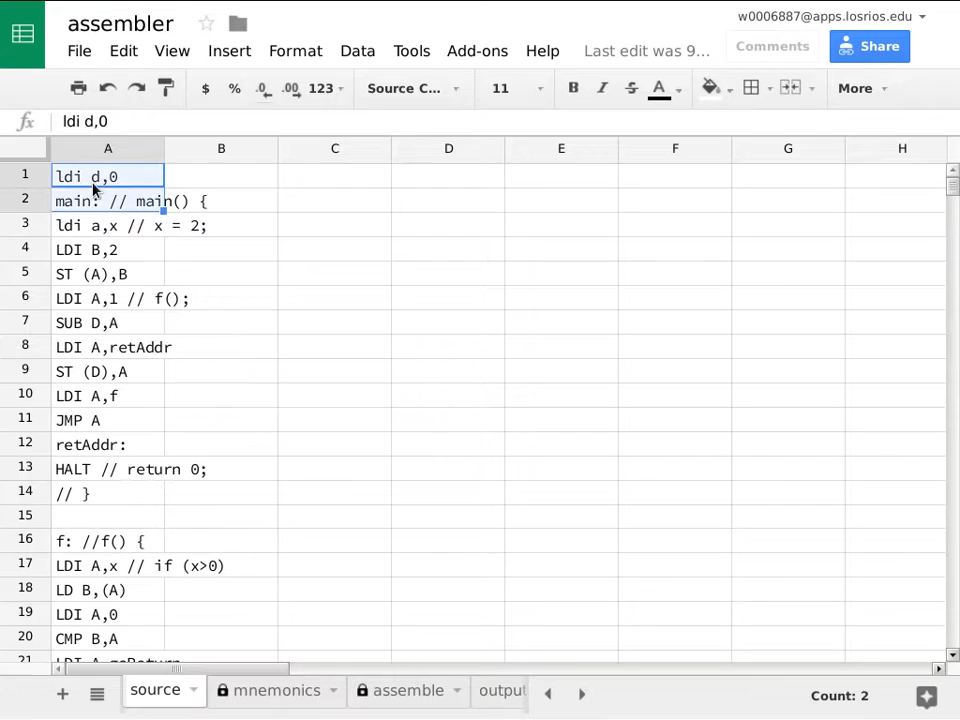 assembler
w0006887@apps.losrios.edu
File Edit View Insert Format Data Tools Add-ons Help Last edit was 9...
Comments
Share
$ % .0 .00 123 Source C... 11 B I S A More
fx ldi d,0
A B C D E F G H
1 ldi d,0
2 main: // main() {
3 ldi a,x // x = 2;
4 LDI B,2
5 ST (A),B
6 LDI A,1 // f();
7 SUB D,A
8 LDI A,retAddr
9 ST (D),A
10 LDI A,f
11 JMP A
12 retAddr:
13 HALT // return 0;
14 // }
15
16 f: //f() {
17 LDI A,x // if (x>0)
18 LD B,(A)
19 LDI A,0
20 CMP B,A
21 LDI A,
source mnemonics assemble output Count: 2